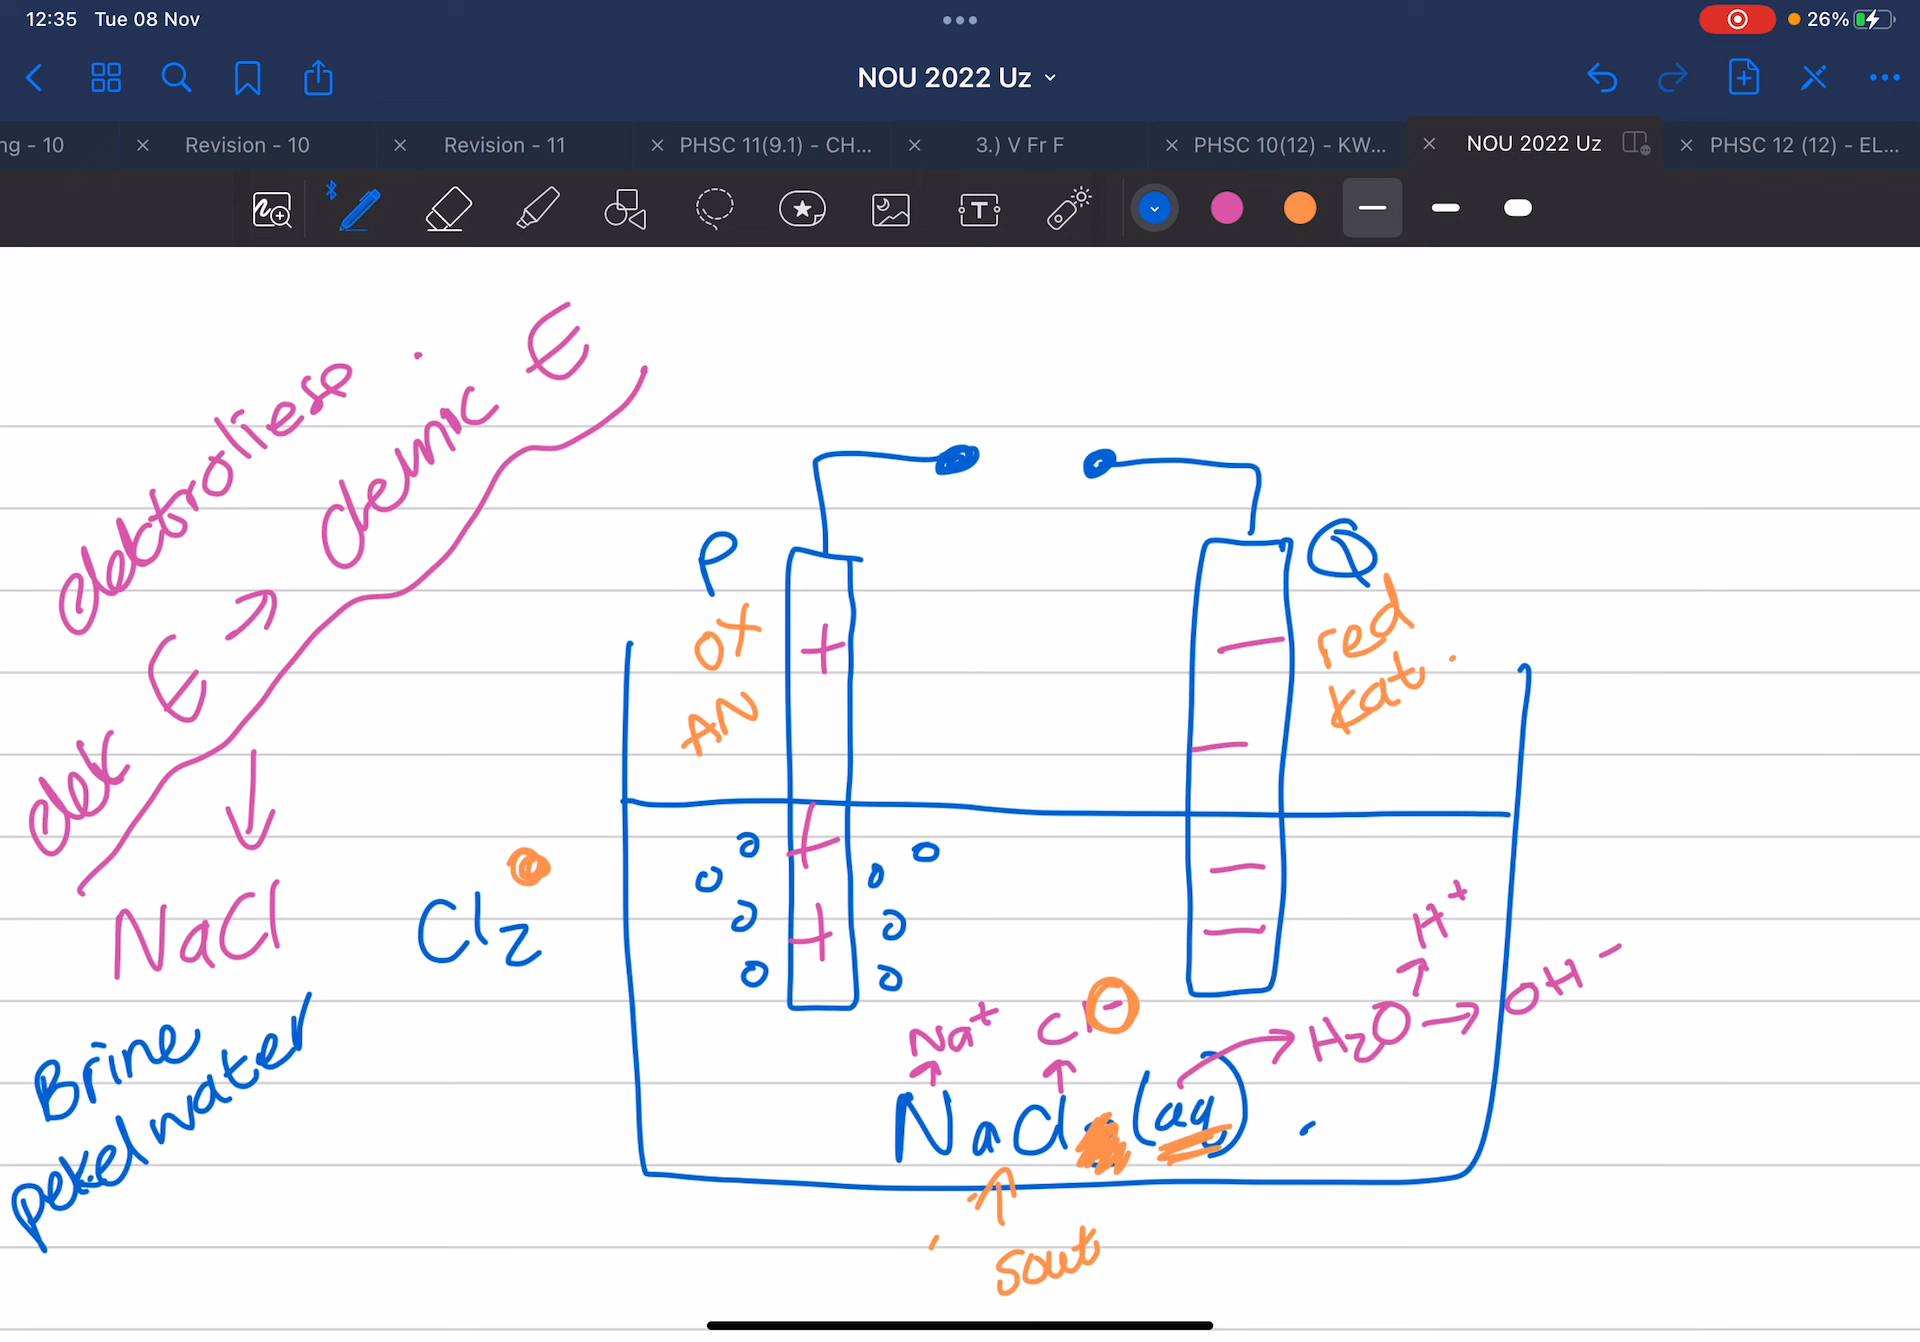 12:35 Tue 08 Nov
26%
NOU 2022 Uz
ng - 10
Revision - 10
Revision - 11
PHSC 11(9.1) - CH...
3.) V Fr F
PHSC 10(12) - KW...
NOU 2022 Uz
PHSC 12 (12) - EL...
T
elektroliese
elek E → chemic E
NaCl
Brine
pekelwater
Cl2
P
OX
AN
+
+
+
Q
red
kat.
−
−
−
−
Na+ Cl−
H2O → OH−
H+
NaCl (aq)
sout